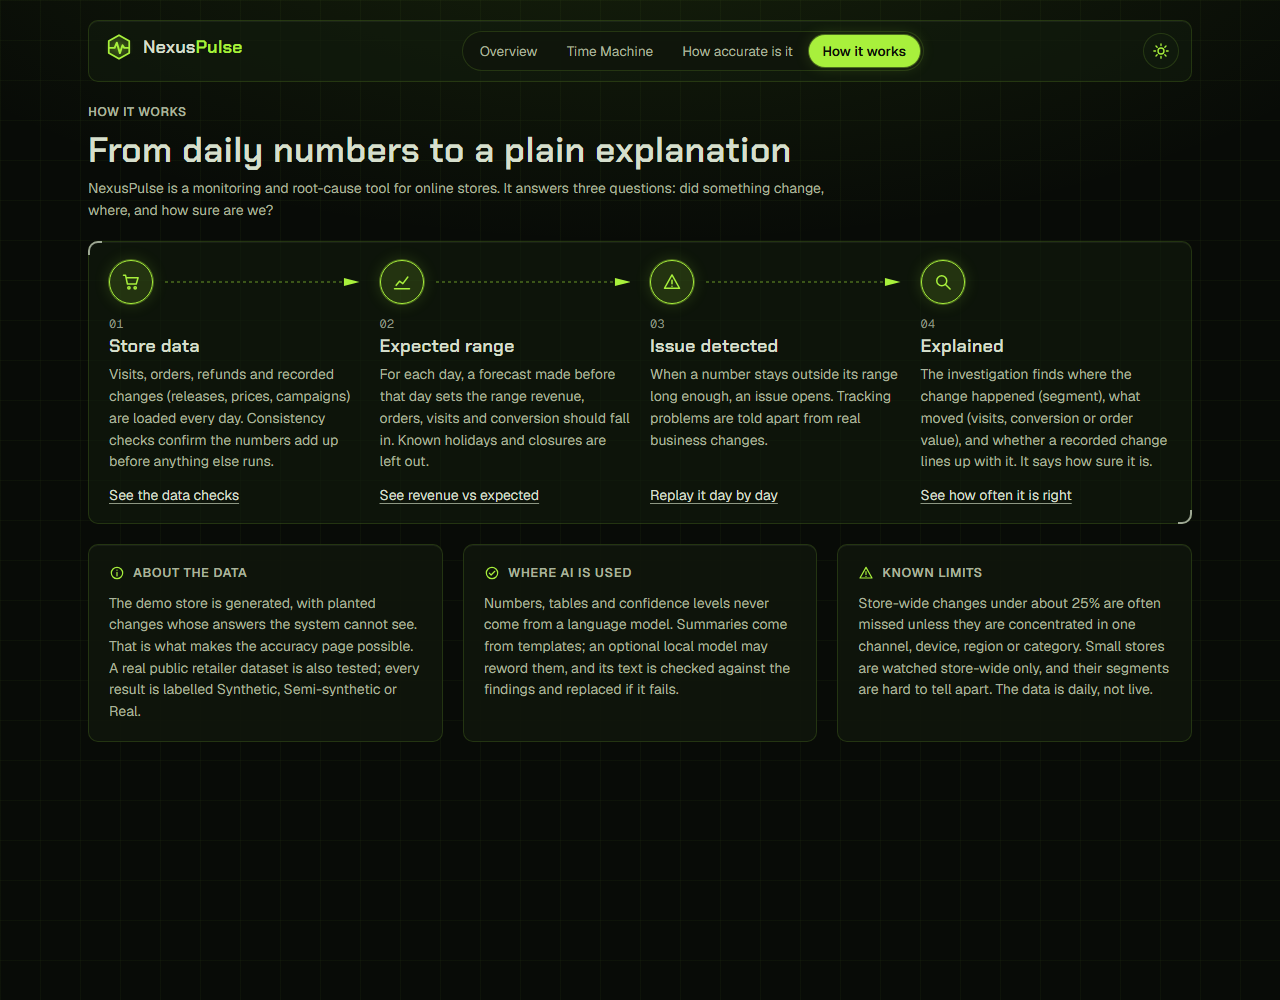 NexusPulse
Overview
Time Machine
How accurate is it
How it works
HOW IT WORKS
From daily numbers to a plain explanation
NexusPulse is a monitoring and root-cause tool for online stores. It answers three questions: did something change,
where, and how sure are we?
01
Store data
Visits, orders, refunds and recorded
changes (releases, prices, campaigns)
are loaded every day. Consistency
checks confirm the numbers add up
before anything else runs.
See the data checks
02
Expected range
For each day, a forecast made before
that day sets the range revenue,
orders, visits and conversion should fall
in. Known holidays and closures are
left out.
See revenue vs expected
03
Issue detected
When a number stays outside its range
long enough, an issue opens. Tracking
problems are told apart from real
business changes.
Replay it day by day
04
Explained
The investigation finds where the
change happened (segment), what
moved (visits, conversion or order
value), and whether a recorded change
lines up with it. It says how sure it is.
See how often it is right
ABOUT THE DATA
The demo store is generated, with planted
changes whose answers the system cannot see.
That is what makes the accuracy page possible.
A real public retailer dataset is also tested; every
result is labelled Synthetic, Semi-synthetic or
Real.
WHERE AI IS USED
Numbers, tables and confidence levels never
come from a language model. Summaries come
from templates; an optional local model may
reword them, and its text is checked against the
findings and replaced if it fails.
KNOWN LIMITS
Store-wide changes under about 25% are often
missed unless they are concentrated in one
channel, device, region or category. Small stores
are watched store-wide only, and their segments
are hard to tell apart. The data is daily, not live.